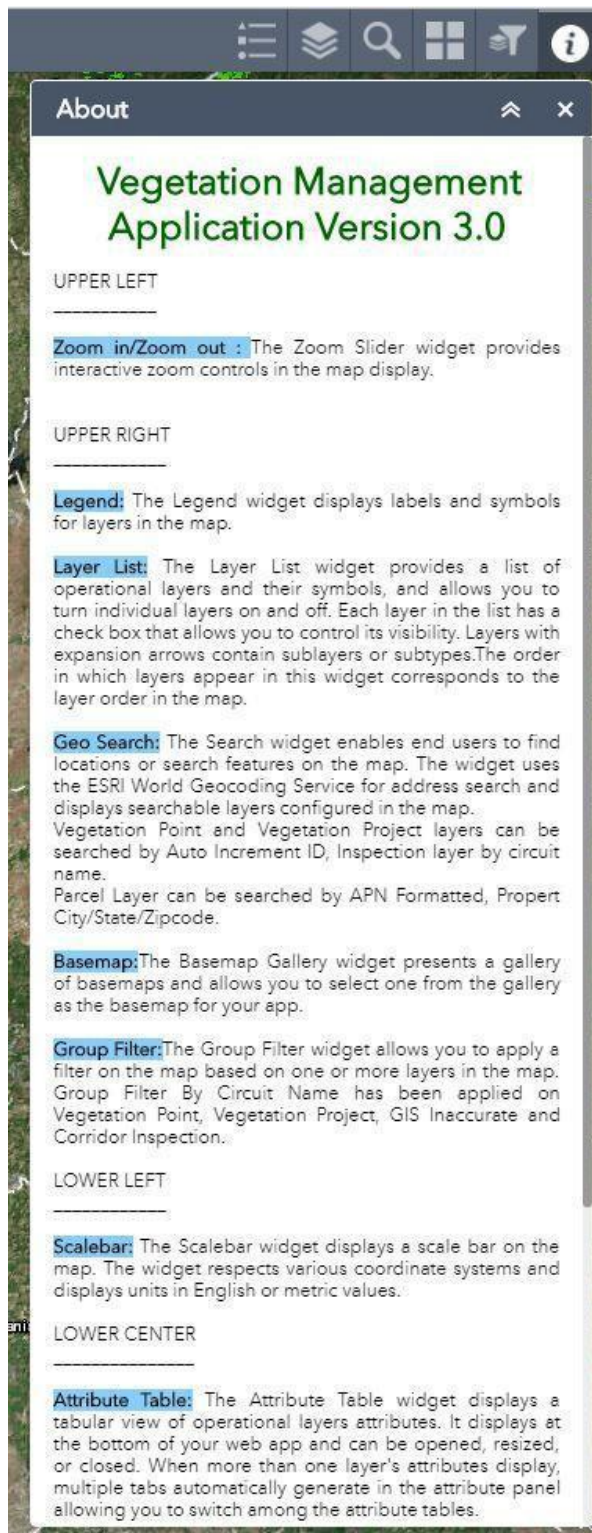 About
Vegetation Management
Application Version 3.0
UPPER LEFT
___________
Zoom in/Zoom out : The Zoom Slider widget provides
interactive zoom controls in the map display.
UPPER RIGHT
____________
Legend: The Legend widget displays labels and symbols
for layers in the map.
Layer List: The Layer List widget provides a list of
operational layers and their symbols, and allows you to
turn individual layers on and off. Each layer in the list has a
check box that allows you to control its visibility. Layers with
expansion arrows contain sublayers or subtypes.The order
in which layers appear in this widget corresponds to the
layer order in the map.
Geo Search: The Search widget enables end users to find
locations or search features on the map. The widget uses
the ESRI World Geocoding Service for address search and
displays searchable layers configured in the map.
Vegetation Point and Vegetation Project layers can be
searched by Auto Increment ID, Inspection layer by circuit
name.
Parcel Layer can be searched by APN Formatted, Propert
City/State/Zipcode.
Basemap:The Basemap Gallery widget presents a gallery
of basemaps and allows you to select one from the gallery
as the basemap for your app.
Group Filter:The Group Filter widget allows you to apply a
filter on the map based on one or more layers in the map.
Group Filter By Circuit Name has been applied on
Vegetation Point, Vegetation Project, GIS Inaccurate and
Corridor Inspection.
LOWER LEFT
____________
Scalebar: The Scalebar widget displays a scale bar on the
map. The widget respects various coordinate systems and
displays units in English or metric values.
LOWER CENTER
_______________
Attribute Table: The Attribute Table widget displays a
tabular view of operational layers attributes. It displays at
the bottom of your web app and can be opened, resized,
or closed. When more than one layer's attributes display,
multiple tabs automatically generate in the attribute panel
allowing you to switch among the attribute tables.